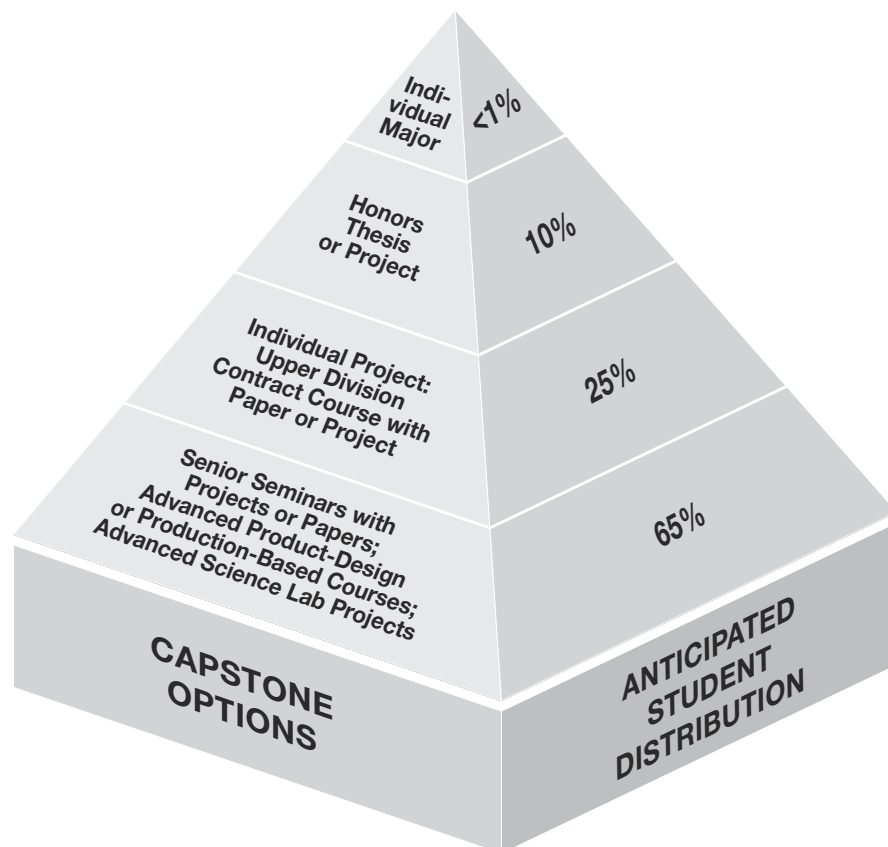 Indi-
vidual
Major
<1%
Honors
Thesis
or Project
10%
Individual Project:
Upper Division
Contract Course with
Paper or Project
25%
Senior Seminars with
Projects or Papers;
Advanced Product-Design
or Production-Based Courses;
Advanced Science Lab Projects
65%
CAPSTONE
OPTIONS
ANTICIPATED
STUDENT
DISTRIBUTION